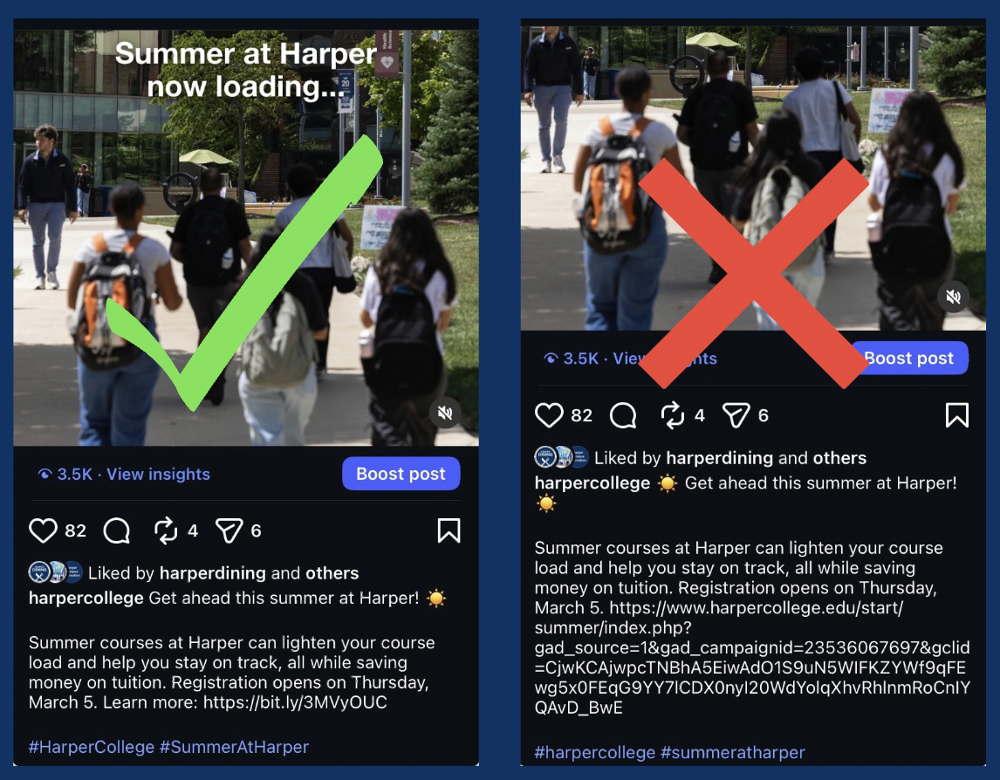 Summer at Harper
now loading...
20
3.5K · View insights
Boost post
82
4
6
Liked by harperdining and others
harpercollege Get ahead this summer at Harper! ☀️
Summer courses at Harper can lighten your course
load and help you stay on track, all while saving
money on tuition. Registration opens on Thursday,
March 5. Learn more: https://bit.ly/3MVyOUC
#HarperCollege #SummerAtHarper
3.5K · View insights
Boost post
82
4
6
Liked by harperdining and others
harpercollege ☀️ Get ahead this summer at Harper!
☀️
Summer courses at Harper can lighten your course
load and help you stay on track, all while saving
money on tuition. Registration opens on Thursday,
March 5. https://www.harpercollege.edu/start/
summer/index.php?
gad_source=1&gad_campaignid=23536067697&gclid
=CjwKCAjwpcTNBhA5EiwAdO1S9uN5WIFKZYWf9qFE
wg5x0FEqG9YY7lCDX0nyl20WdYolqXhvRhlnmRoCnlY
QAvD_BwE
#harpercollege #summeratharper